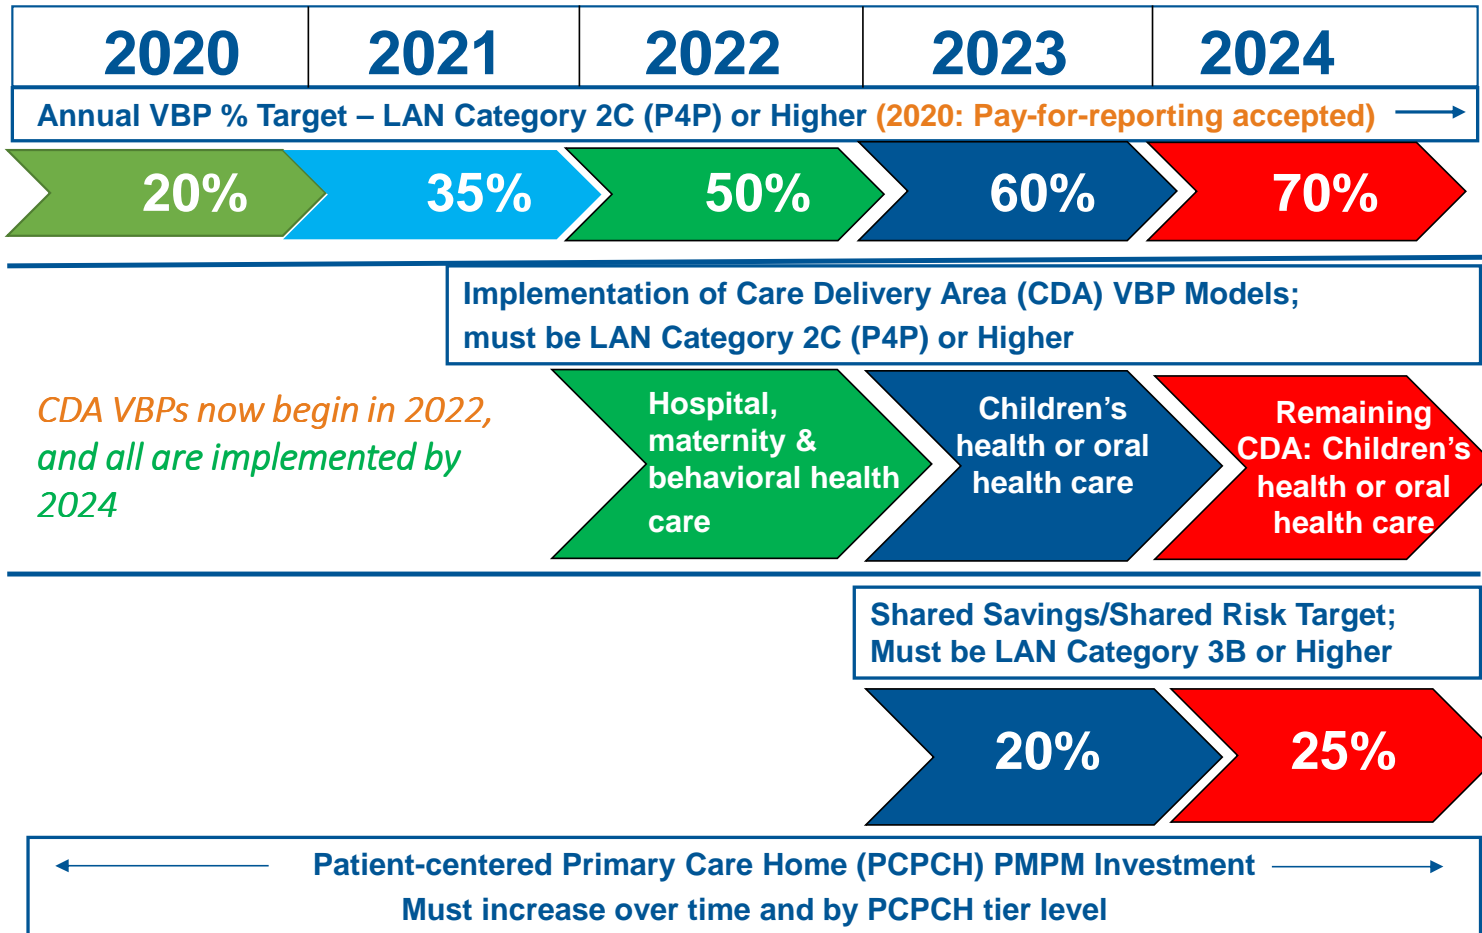 2020 2021 2022 2023 2024
Annual VBP % Target – LAN Category 2C (P4P) or Higher (2020: Pay-for-reporting accepted)
20% 35% 50% 60% 70%
Implementation of Care Delivery Area (CDA) VBP Models;
must be LAN Category 2C (P4P) or Higher
CDA VBPs now begin in 2022,
and all are implemented by
2024
Hospital,
maternity &
behavioral health
care
Children’s
health or oral
health care
Remaining
CDA: Children’s
health or oral
health care
Shared Savings/Shared Risk Target;
Must be LAN Category 3B or Higher
20% 25%
Patient-centered Primary Care Home (PCPCH) PMPM Investment
Must increase over time and by PCPCH tier level